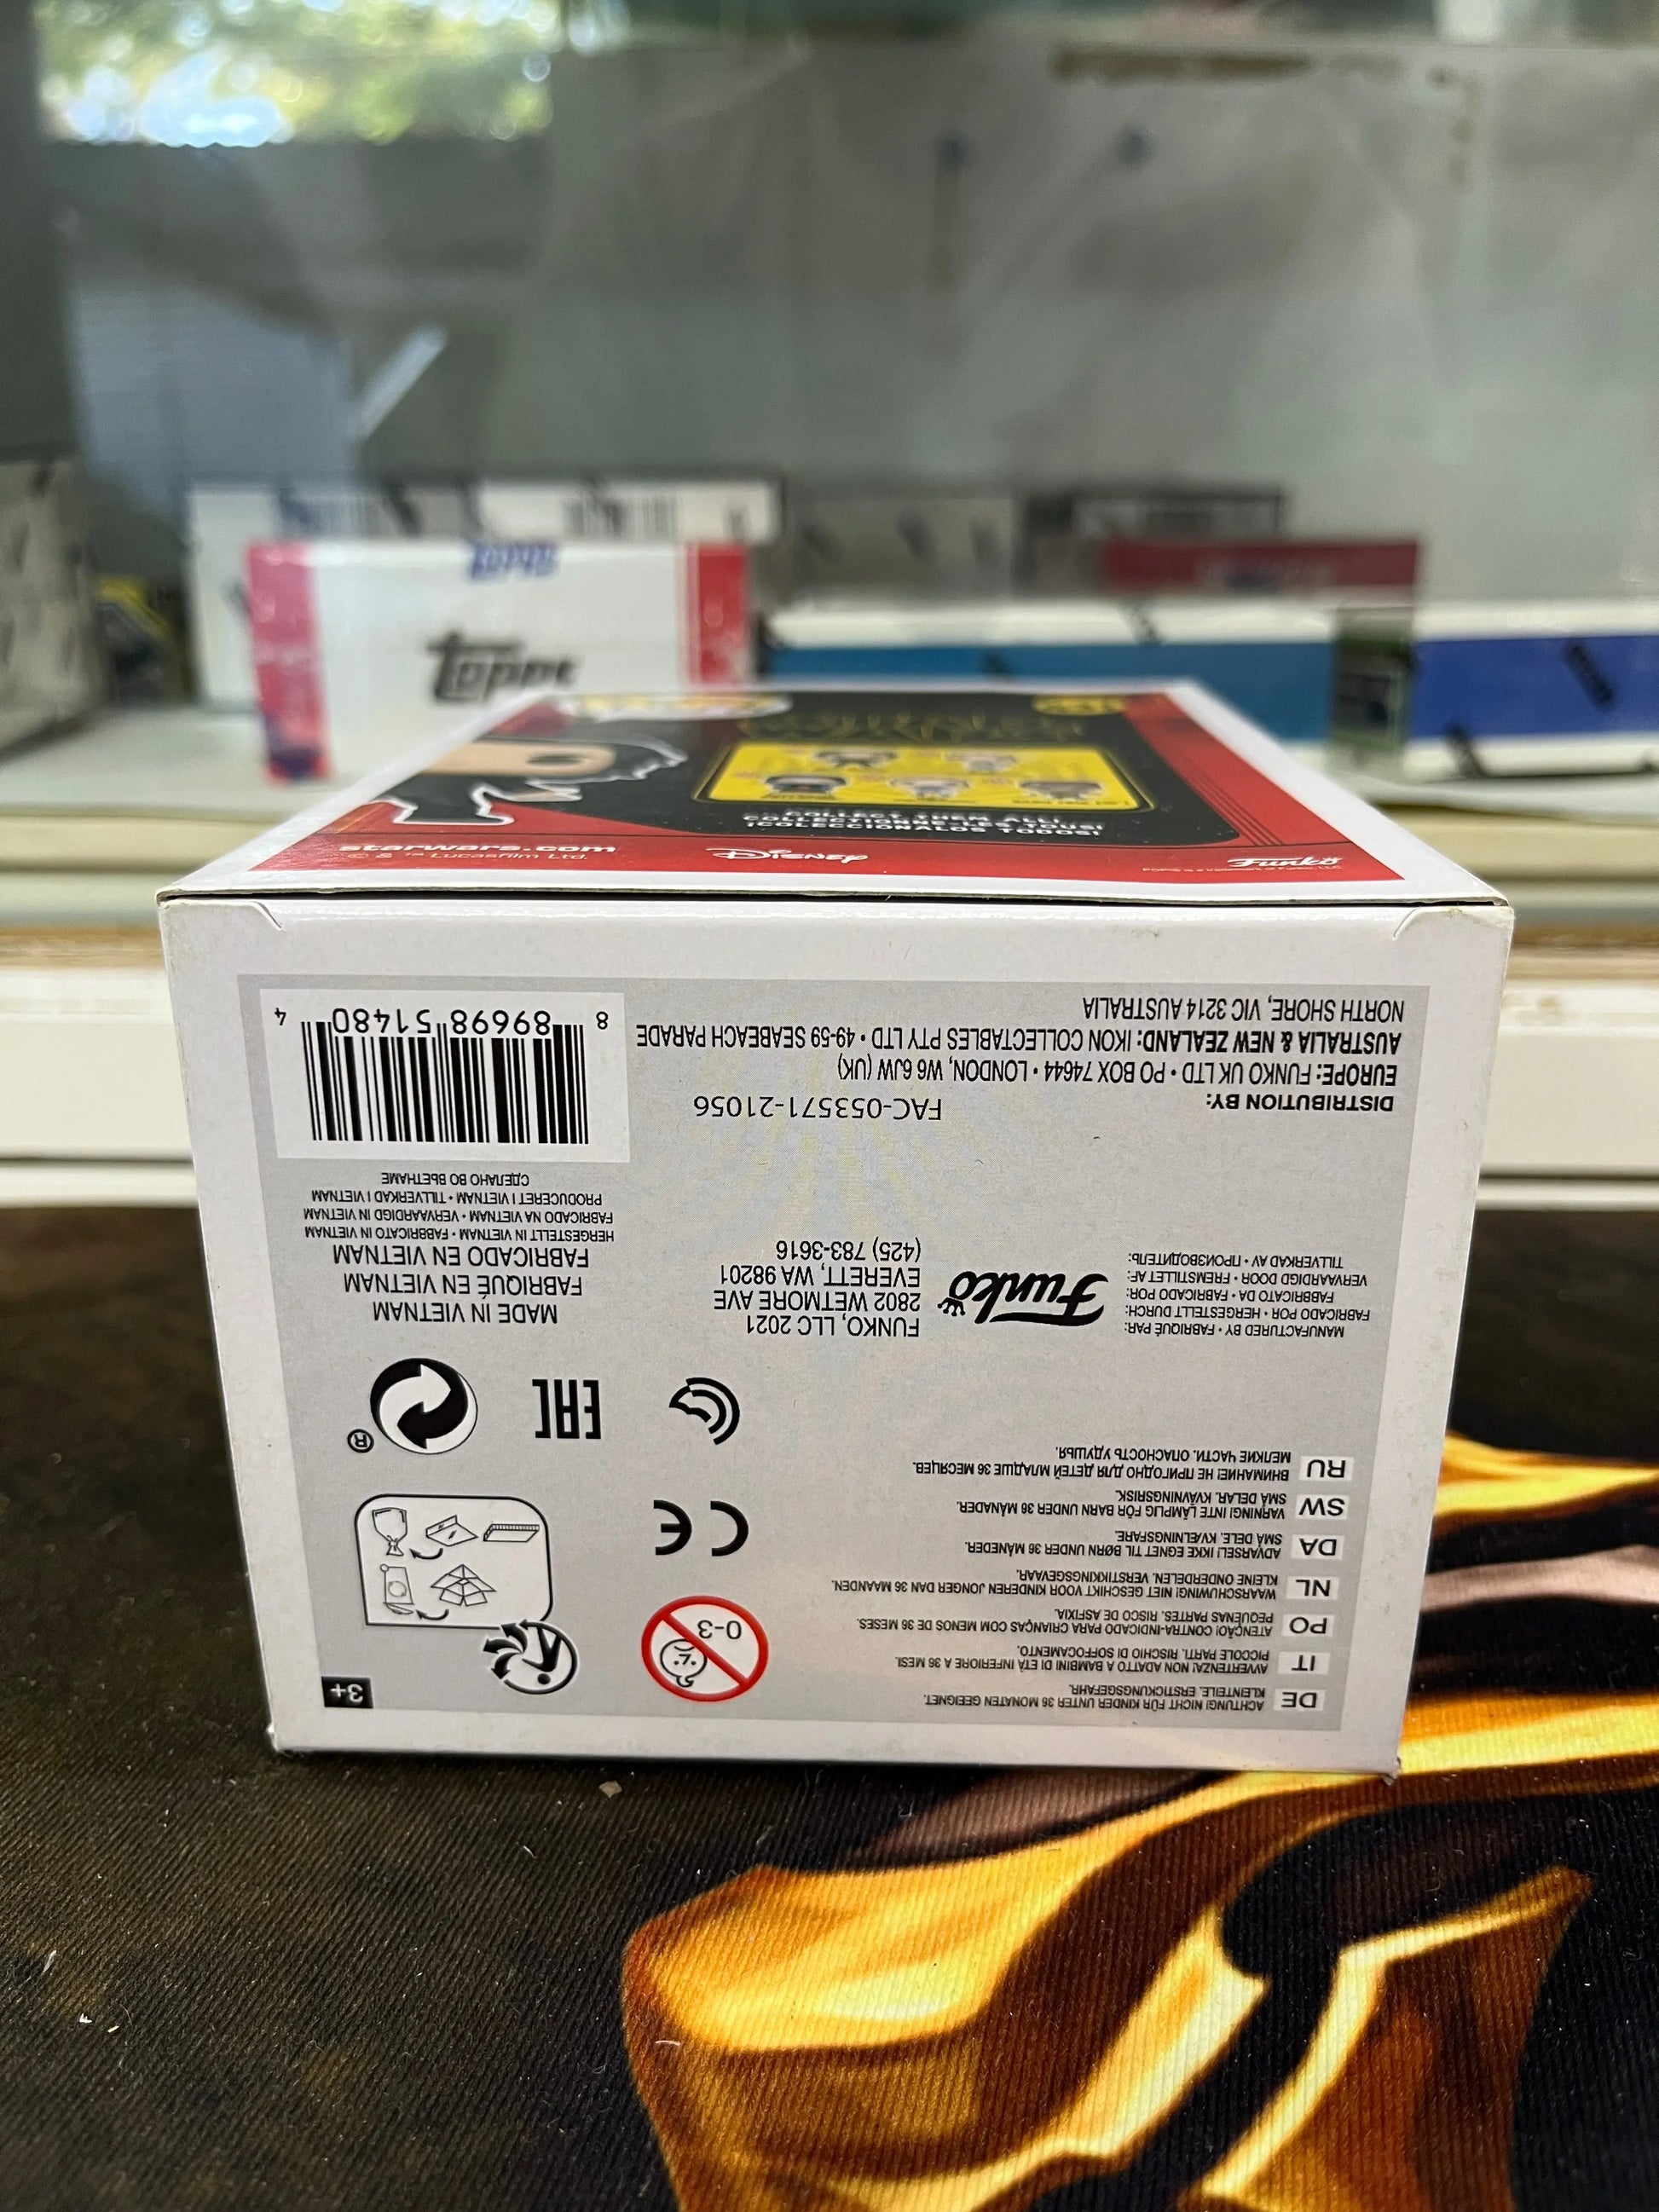 Topps
COLLECT THEM ALL!
¡COLECCIÓNALOS TODOS!
starwars.com
© & ™ Lucasfilm Ltd.
Disney
Funko
DE
ACHTUNG! NICHT FÜR KINDER UNTER 36 MONATEN GEEIGNET.
KLEINTEILE. ERSTICKUNGSGEFAHR.
IT
AVVERTENZA! NON ADATTO A BAMBINI DI ETÀ INFERIORE A 36 MESI.
PICCOLE PARTI. RISCHIO DI SOFFOCAMENTO.
PO
ATENÇÃO! CONTRA-INDICADO PARA CRIANÇAS COM MENOS DE 36 MESES.
PEQUENAS PARTES. RISCO DE ASFIXIA.
NL
WAARSCHUWING! NIET GESCHIKT VOOR KINDEREN JONGER DAN 36 MAANDEN.
KLEINE ONDERDELEN. VERSTIKKINGSGEVAAR.
DA
ADVARSEL! IKKE EGNET TIL BØRN UNDER 36 MÅNEDER.
SMÅ DELE. KVÆLNINGSFARE.
SW
VARNING! INTE LÄMPLIG FÖR BARN UNDER 36 MÅNADER.
SMÅ DELAR. KVÄVNINGSRISK.
RU
ВНИМАНИЕ! НЕ ПРИГОДНО ДЛЯ ДЕТЕЙ МЛАДШЕ 36 МЕСЯЦЕВ.
МЕЛКИЕ ЧАСТИ. ОПАСНОСТЬ УДУШЬЯ.
0-3
3+
CE
EAC
®
MANUFACTURED BY • FABRIQUÉ PAR:
FABRICADO POR • HERGESTELLT DURCH:
FABBRICATO DA • FABRICADO POR:
VERVAARDIGD DOOR • FREMSTILLET AF:
TILLVERKAD AV • ПРОИЗВОДИТЕЛЬ:
Funko
FUNKO, LLC 2021
2802 WETMORE AVE
EVERETT, WA 98201
(425) 783-3616
MADE IN VIETNAM
FABRIQUÉ EN VIETNAM
FABRICADO EN VIETNAM
HERGESTELLT IN VIETNAM • FABBRICATO IN VIETNAM
FABRICADO NA VIETNAM • VERVAARDIGD IN VIETNAM
PRODUCERET I VIETNAM • TILLVERKAD I VIETNAM
СДЕЛАНО ВО ВЬЕТНАМЕ
DISTRIBUTION BY:
FAC-053571-21056
EUROPE: FUNKO UK LTD • PO BOX 74644 • LONDON, W6 6JW (UK)
AUSTRALIA & NEW ZEALAND: IKON COLLECTABLES PTY LTD • 49-59 SEABEACH PARADE
NORTH SHORE, VIC 3214 AUSTRALIA
8 89698 51480 4